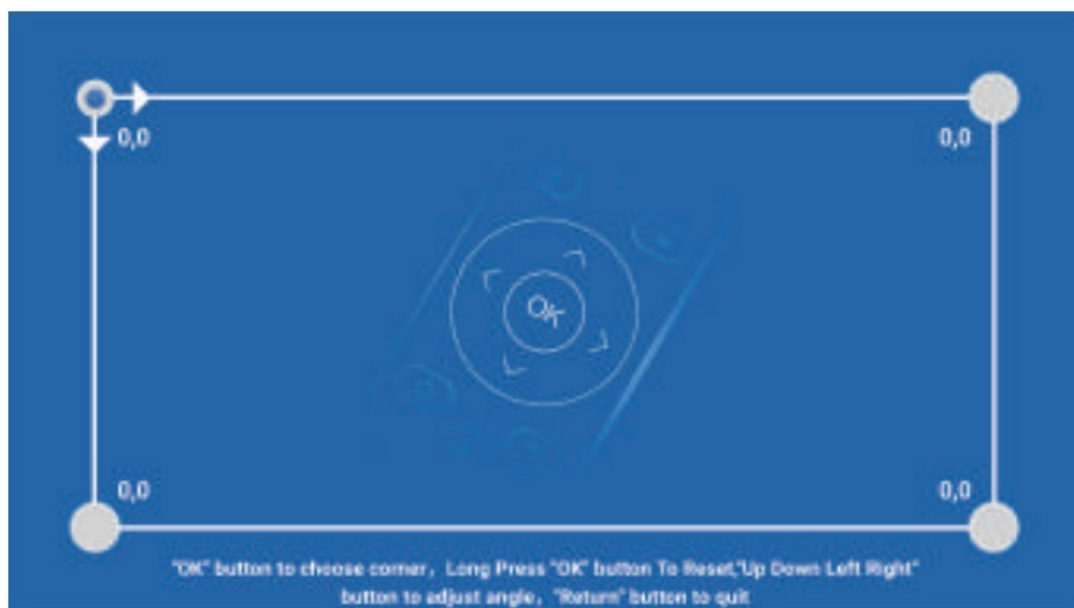 0,0 0,0
OK
0,0 0,0
"OK" button to choose corner，Long Press "OK" button To Reset,"Up Down Left Right"
button to adjust angle，"Return" button to quit